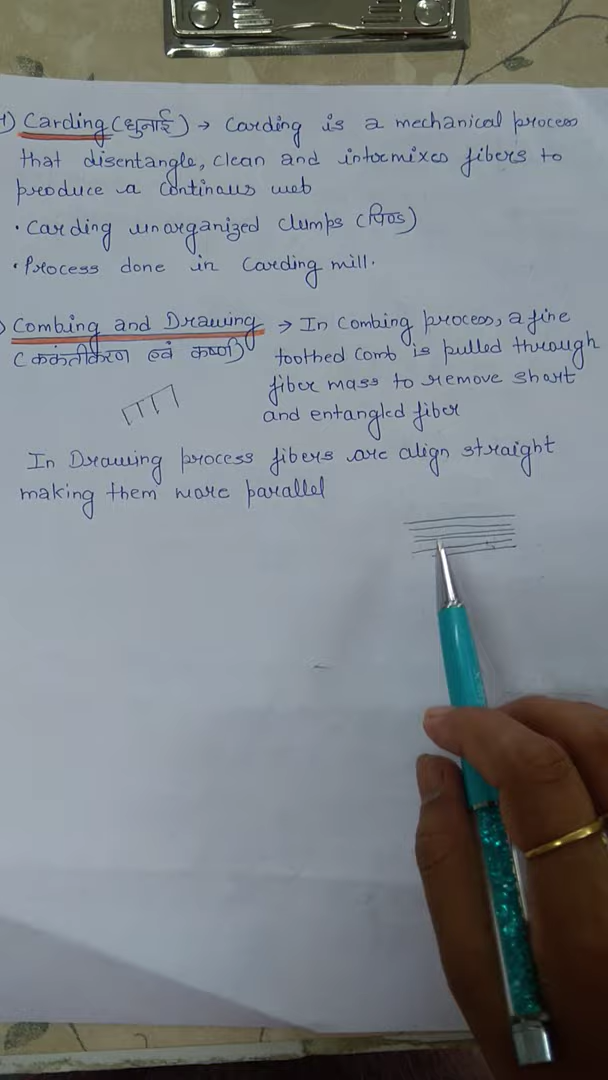 Carding (धुनाई) → Carding is a mechanical process
that disentangle, clean and intermixes fibers to
produce a continaus web
• Carding unorganized clumps (पिण्ड)
• Process done in Carding mill.
Combing and Drawing → In Combing process, a fine
(ककंतीकरण एवं कर्षण) toothed comb is pulled through
fiber mass to remove short
and entangled fiber
In Drawing process fibers are align straight
making them more parallel